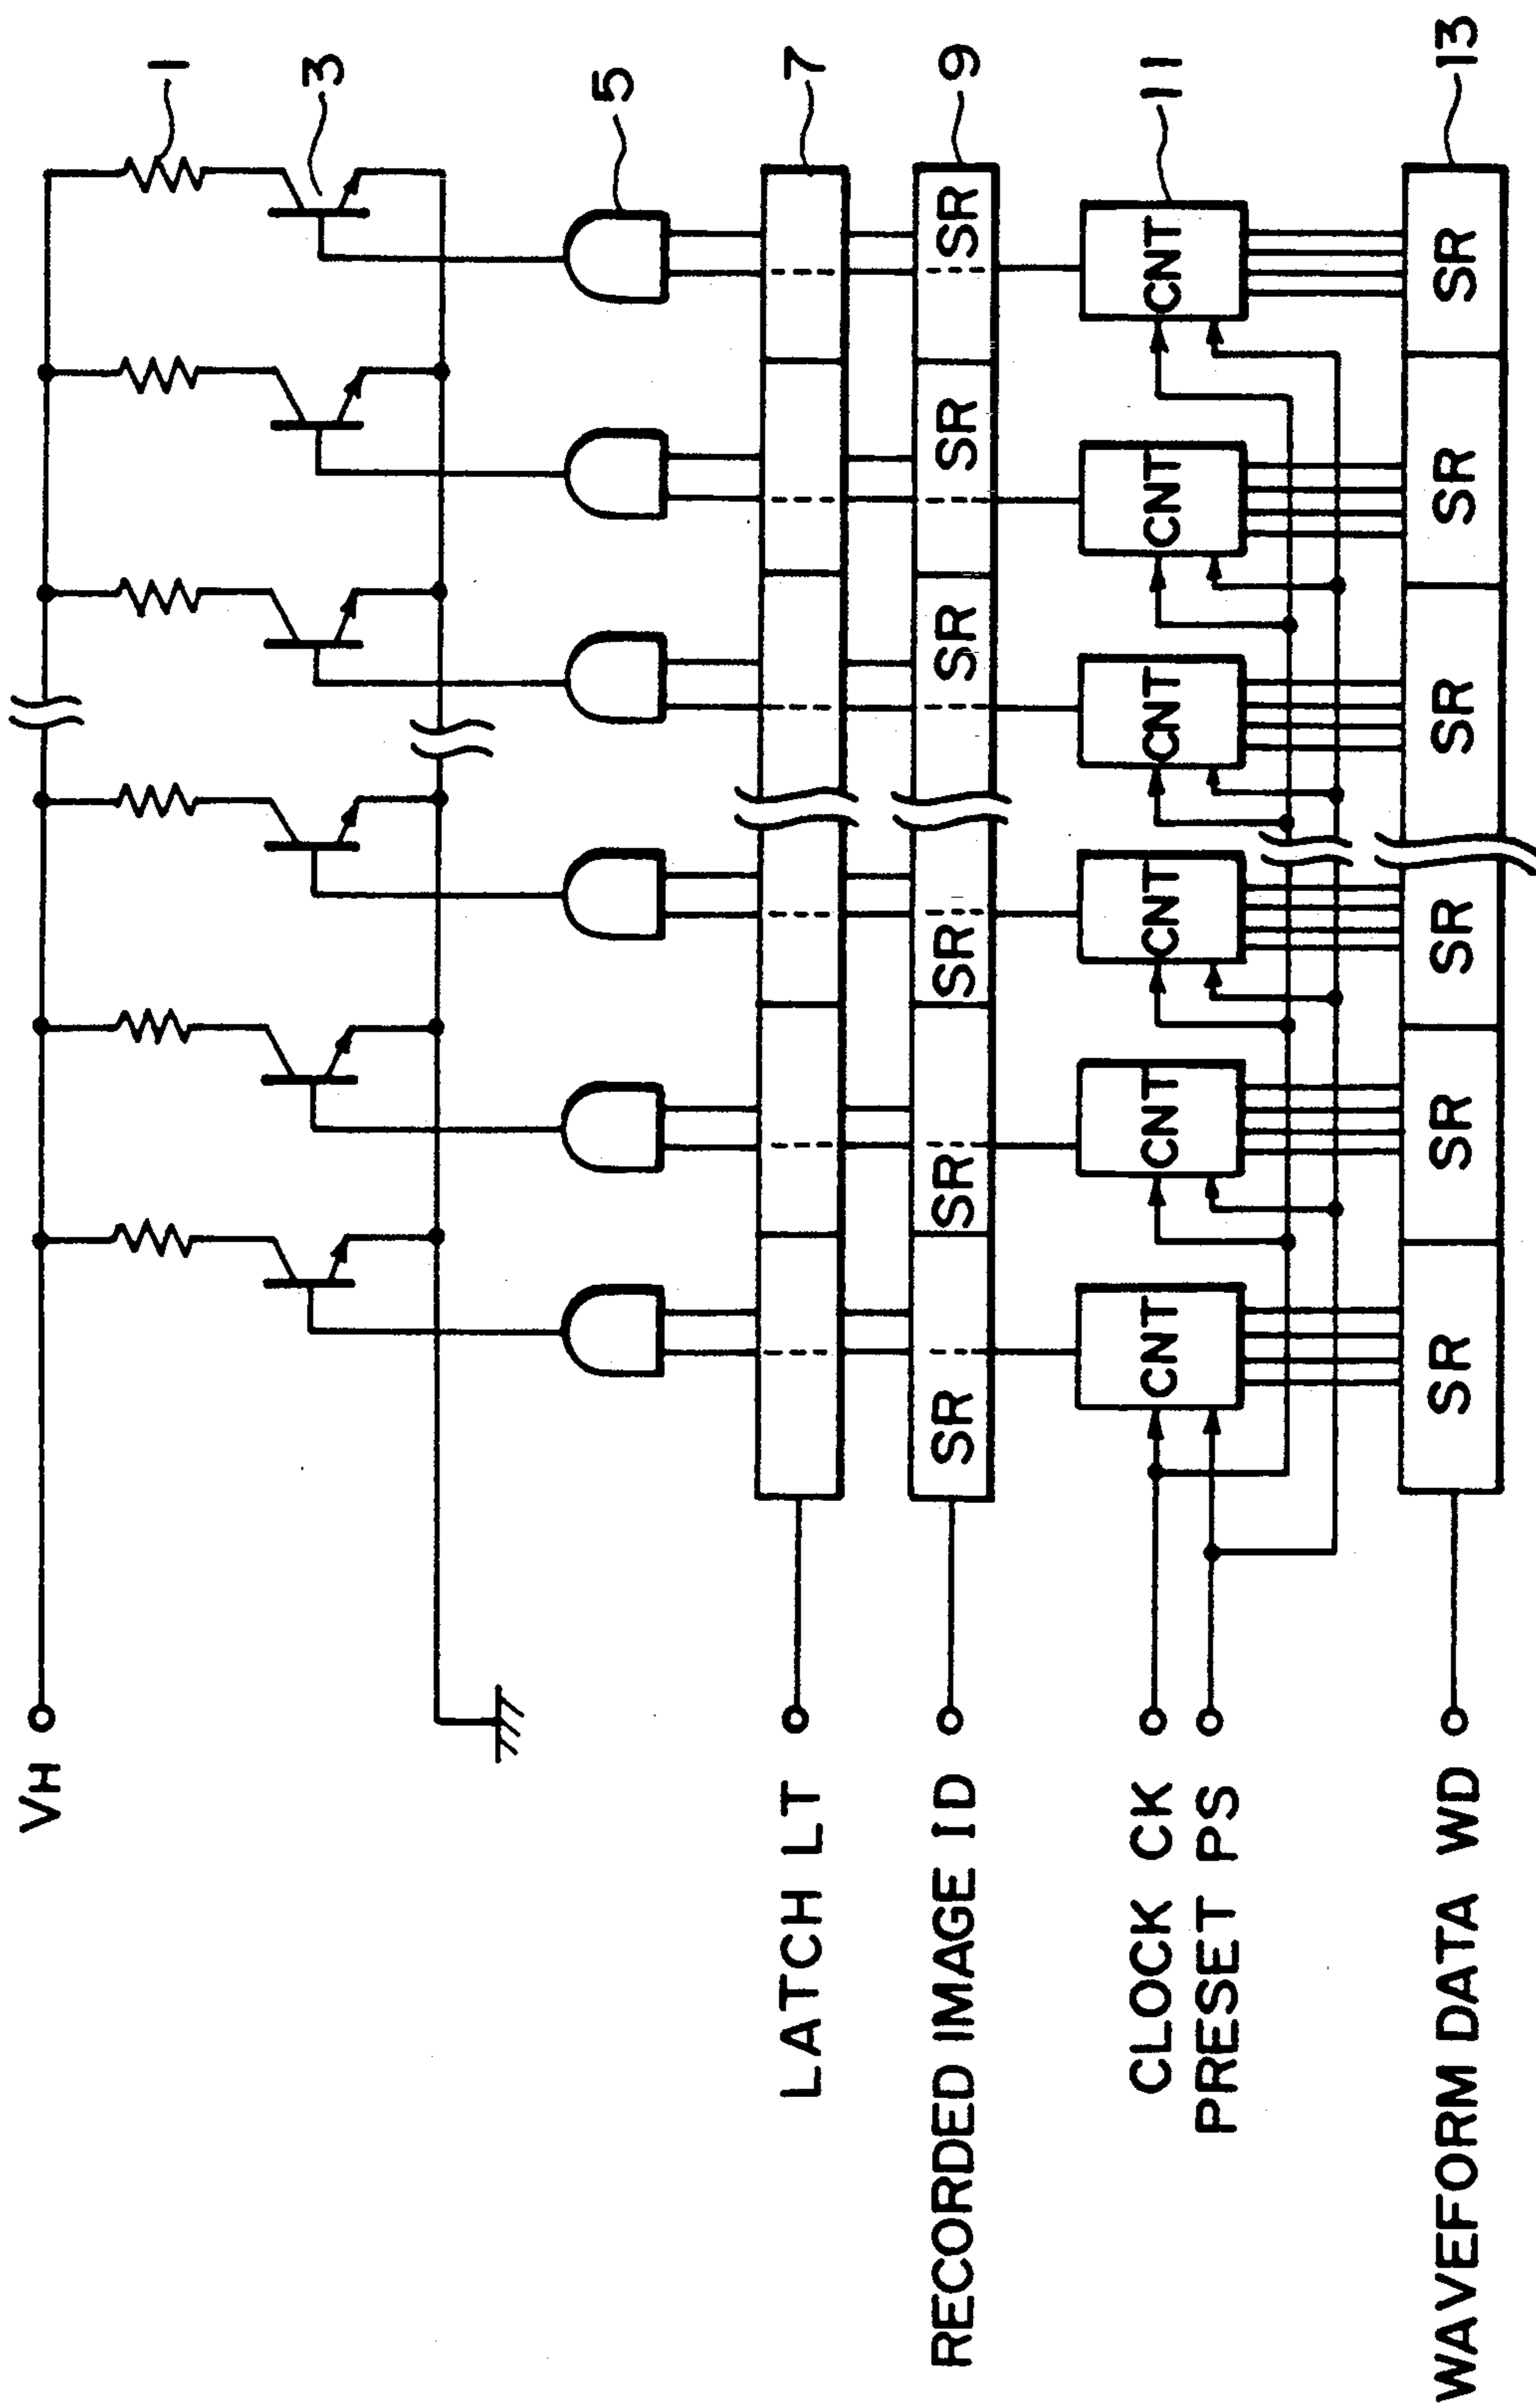 VH
1
3
5
LATCH LT
7
RECORDED IMAGE ID
SR SR SR SR SR SR
9
CLOCK CK
PRESET PS
CNT CNT CNT CNT CNT CNT
11
WAVEFORM DATA WD
SR SR SR SR SR SR
13